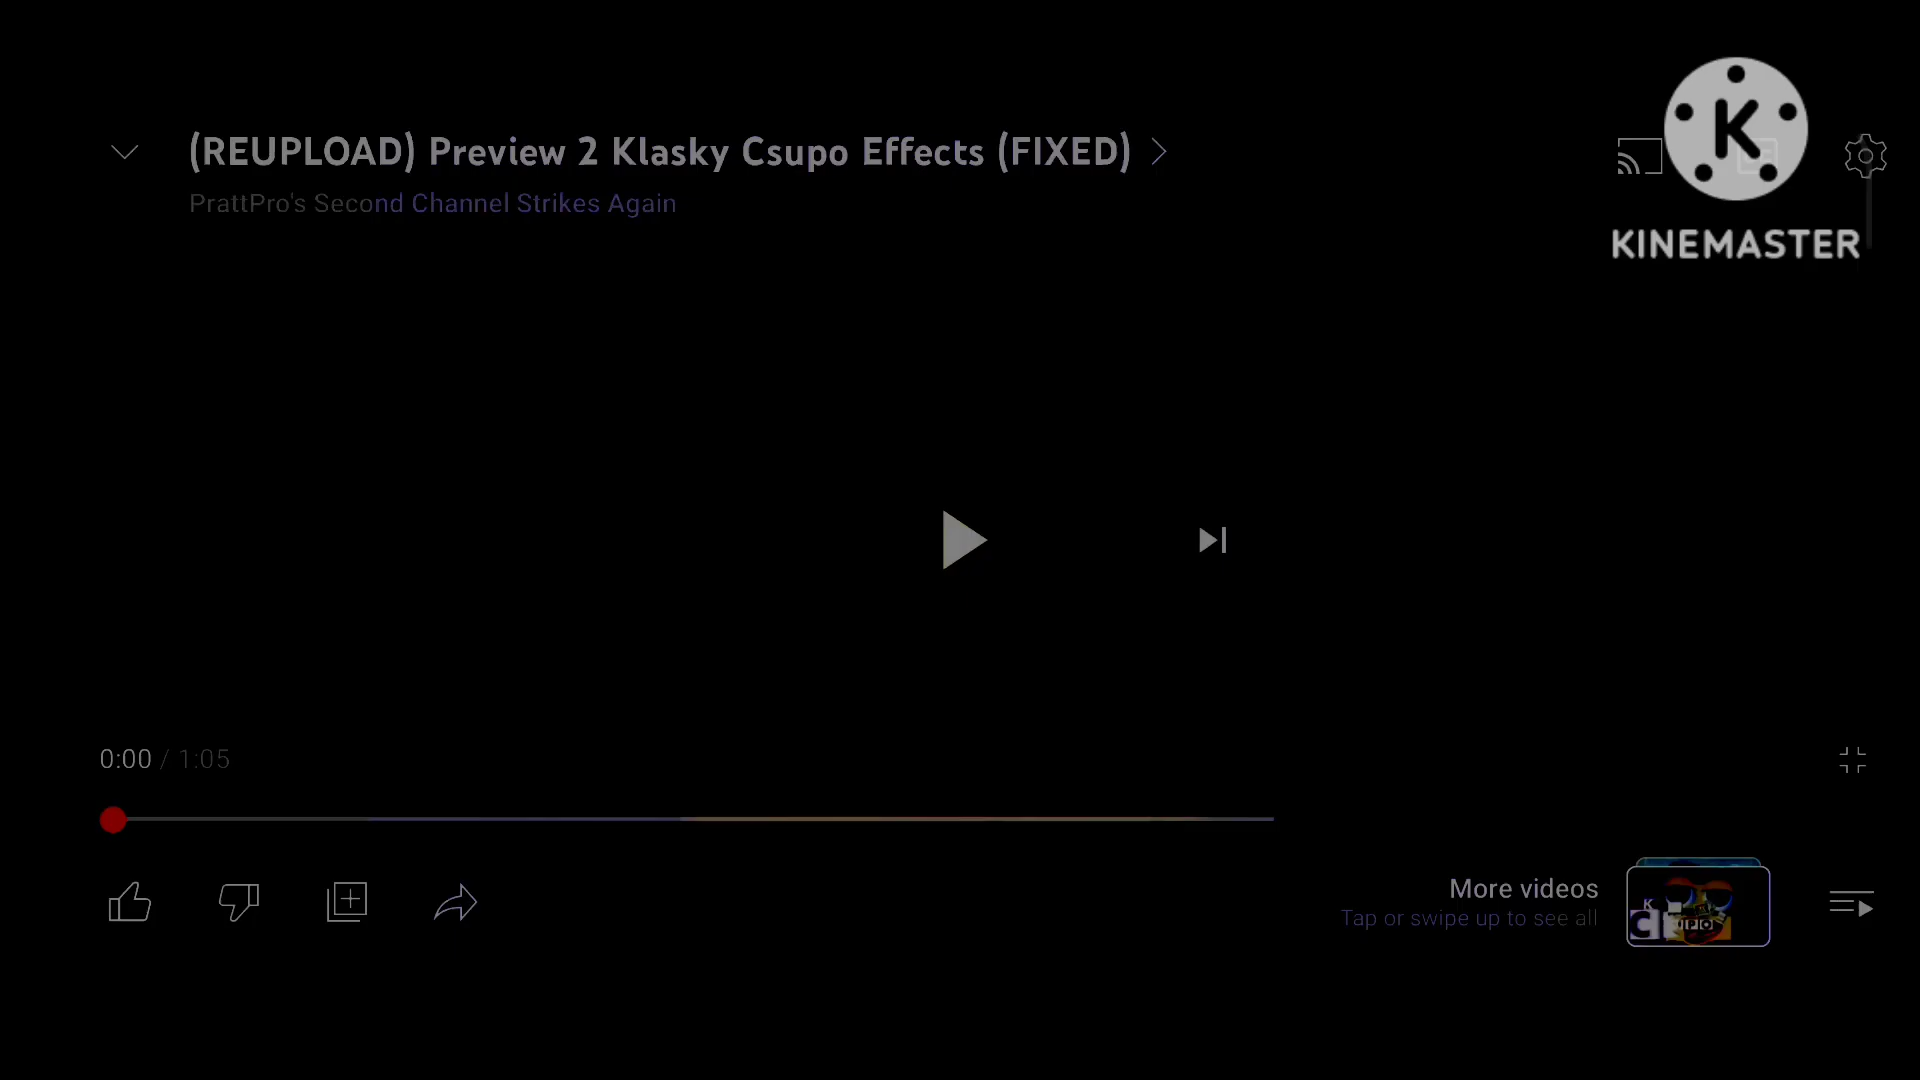 (REUPLOAD) Preview 2 Klasky Csupo Effects (FIXED)
PrattPro's Second Channel Strikes Again
K
KINEMASTER
0:00 / 1:05
More videos
Tap or swipe up to see all
K
C
UPO